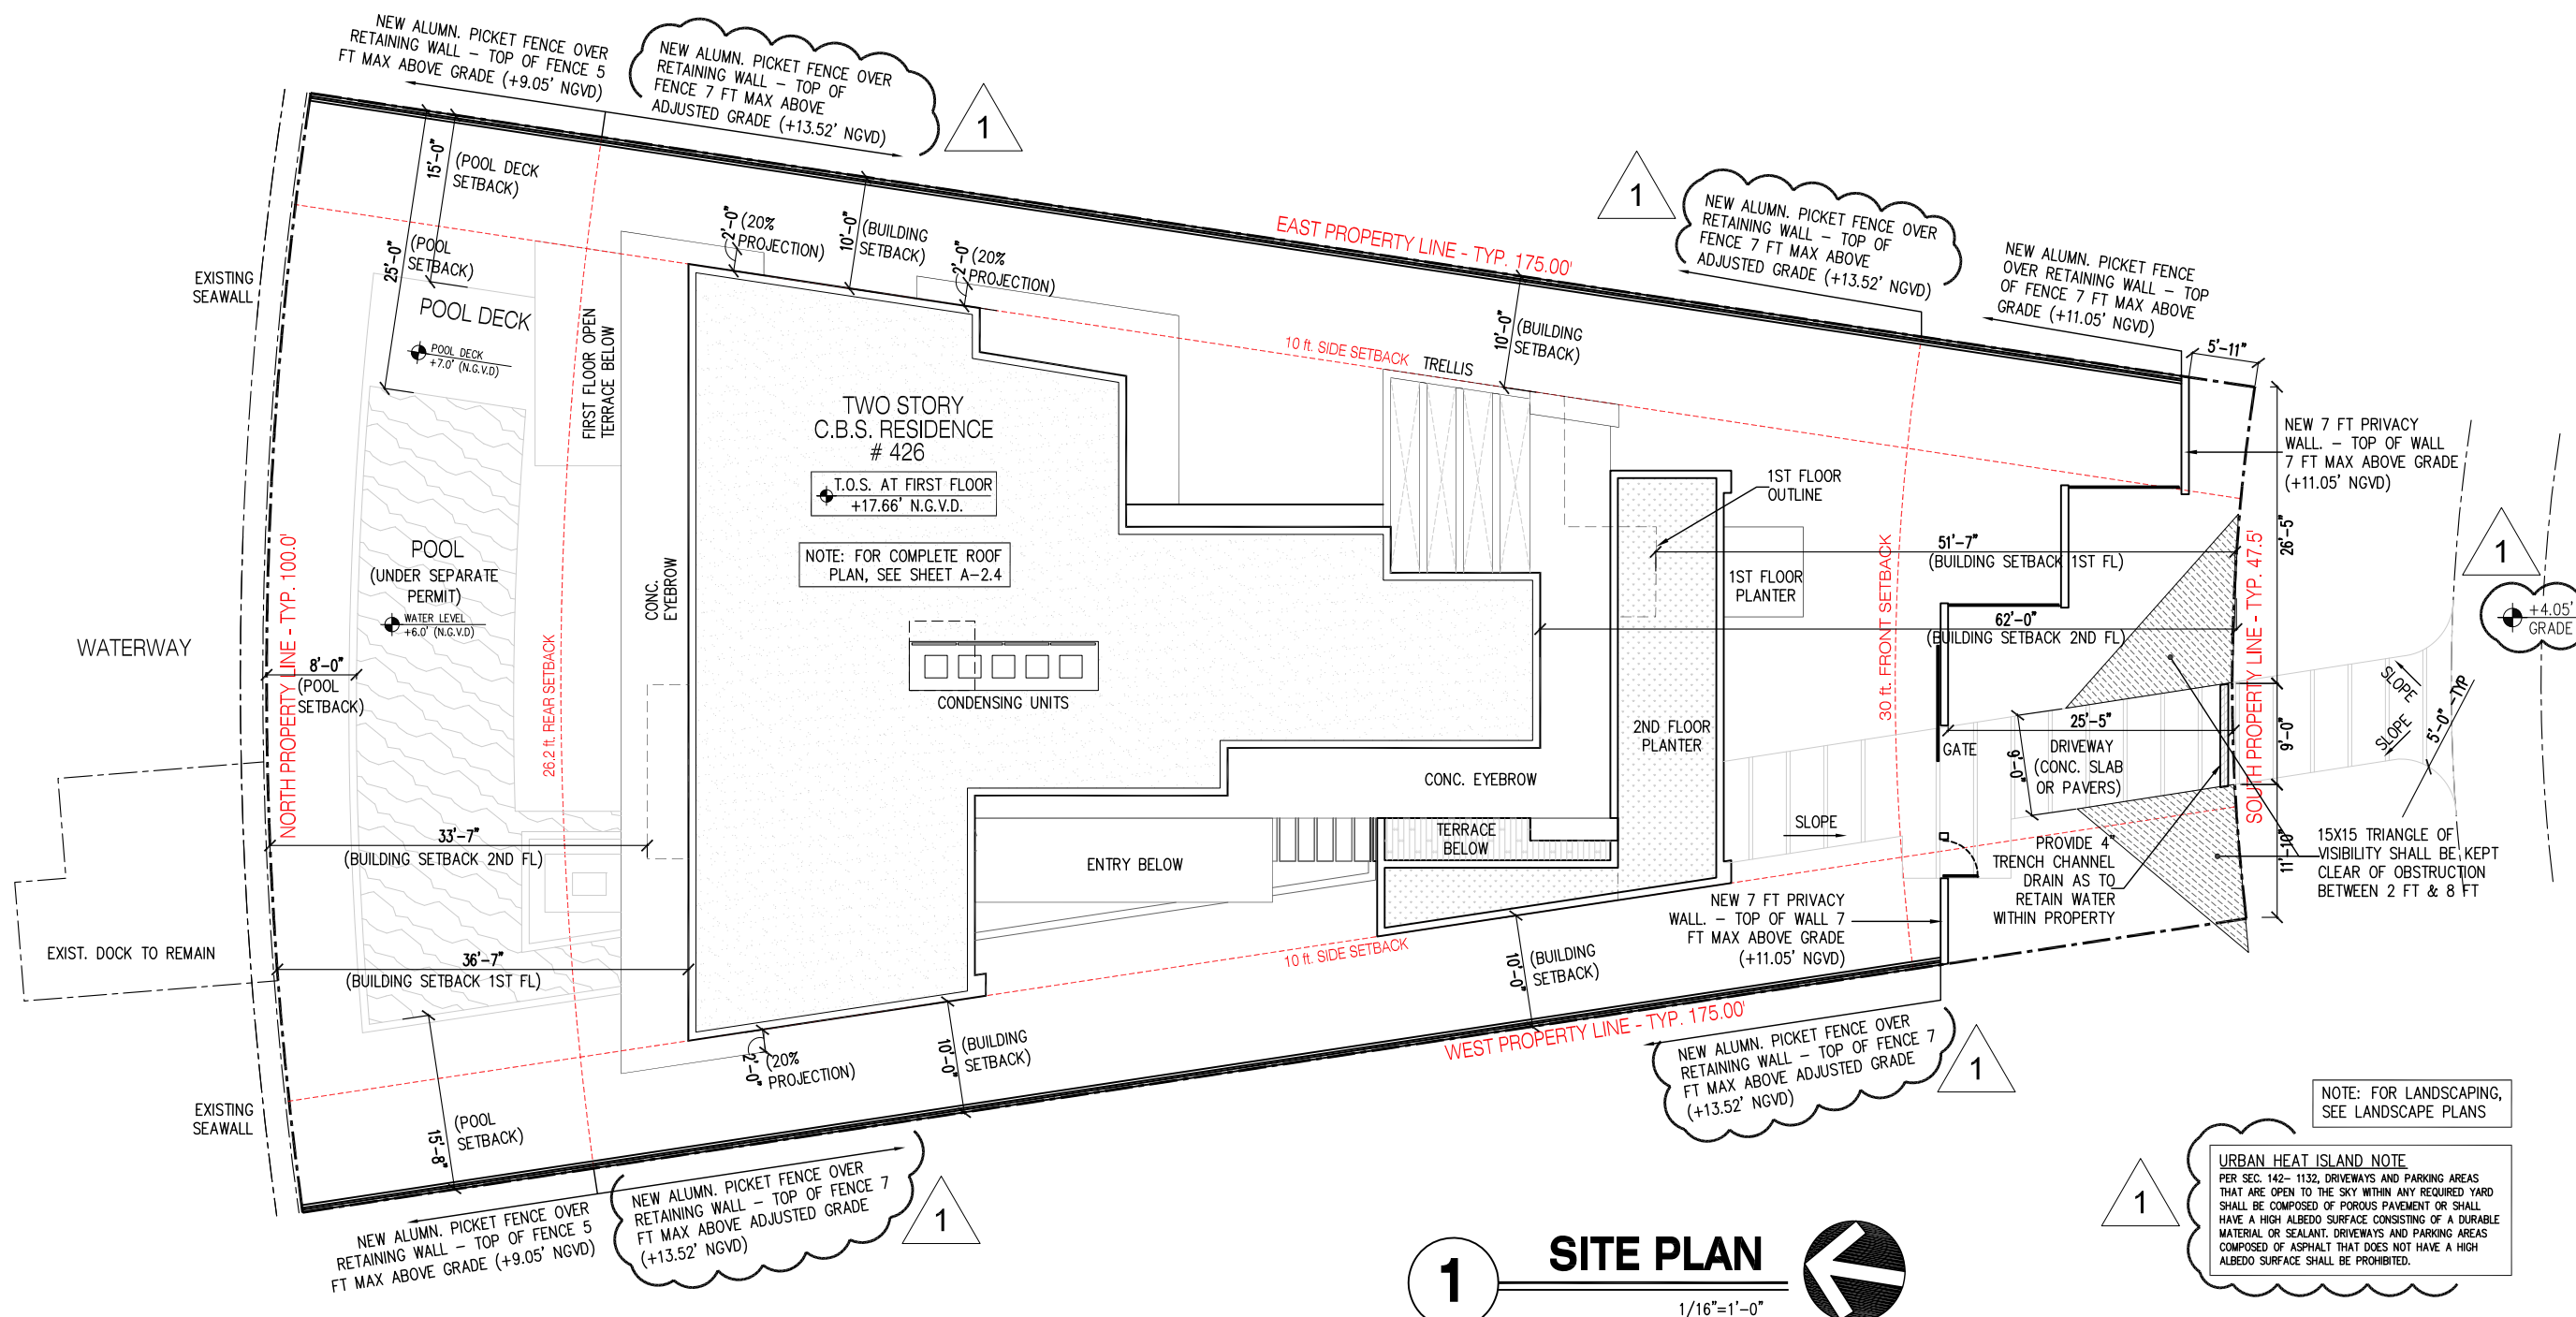 NEW ALUMN. PICKET FENCE OVER
RETAINING WALL – TOP OF FENCE 5
FT MAX ABOVE GRADE (+9.05' NGVD)
NEW ALUMN. PICKET FENCE OVER
RETAINING WALL – TOP OF
FENCE 7 FT MAX ABOVE
ADJUSTED GRADE (+13.52' NGVD)
1
1
NEW ALUMN. PICKET FENCE OVER
RETAINING WALL – TOP OF
FENCE 7 FT MAX ABOVE
ADJUSTED GRADE (+13.52' NGVD)
NEW ALUMN. PICKET FENCE
OVER RETAINING WALL – TOP
OF FENCE 7 FT MAX ABOVE
GRADE (+11.05' NGVD)
5'-11"
15'-0"
(POOL DECK
SETBACK)
25'-0"
(POOL
SETBACK)
2'-0"
(20%
PROJECTION)
10'-0"
(BUILDING
SETBACK)
2'-0"
(20%
PROJECTION)
EAST PROPERTY LINE - TYP. 175.00'
10'-0"
(BUILDING
SETBACK)
10 ft. SIDE SETBACK
TRELLIS
EXISTING
SEAWALL
POOL DECK
POOL DECK
+7.0' (N.G.V.D)
FIRST FLOOR OPEN
TERRACE BELOW
TWO STORY
C.B.S. RESIDENCE
# 426
T.O.S. AT FIRST FLOOR
+17.66' N.G.V.D.
NOTE: FOR COMPLETE ROOF
PLAN, SEE SHEET A-2.4
CONC.
EYEBROW
POOL
(UNDER SEPARATE
PERMIT)
WATER LEVEL
+6.0' (N.G.V.D)
WATERWAY
NORTH PROPERTY LINE - TYP. 100.0'
8'-0"
(POOL
SETBACK)
26.2 ft. REAR SETBACK
CONDENSING UNITS
1ST FLOOR
OUTLINE
1ST FLOOR
PLANTER
2ND FLOOR
PLANTER
30 ft. FRONT SETBACK
51'-7"
(BUILDING SETBACK 1ST FL)
62'-0"
(BUILDING SETBACK 2ND FL)
NEW 7 FT PRIVACY
WALL. – TOP OF WALL
7 FT MAX ABOVE GRADE
(+11.05' NGVD)
26'-5"
SOUTH PROPERTY LINE - TYP. 47.5'
1
+4.05'
GRADE
SLOPE
SLOPE
5'-0" -TYP
9'-0"
11'-10"
25'-5"
GATE
DRIVEWAY
(CONC. SLAB
OR PAVERS)
9'-0"
SLOPE
PROVIDE 4"
TRENCH CHANNEL
DRAIN AS TO
RETAIN WATER
WITHIN PROPERTY
15X15 TRIANGLE OF
VISIBILITY SHALL BE KEPT
CLEAR OF OBSTRUCTION
BETWEEN 2 FT & 8 FT
CONC. EYEBROW
TERRACE
BELOW
ENTRY BELOW
33'-7"
(BUILDING SETBACK 2ND FL)
36'-7"
(BUILDING SETBACK 1ST FL)
EXIST. DOCK TO REMAIN
NEW 7 FT PRIVACY
WALL. – TOP OF WALL 7
FT MAX ABOVE GRADE
(+11.05' NGVD)
10 ft. SIDE SETBACK
10'-0"
(BUILDING
SETBACK)
WEST PROPERTY LINE - TYP. 175.00'
10'-0"
(BUILDING
SETBACK)
2'-0"
(20%
PROJECTION)
EXISTING
SEAWALL
15'-8"
(POOL
SETBACK)
NEW ALUMN. PICKET FENCE OVER
RETAINING WALL – TOP OF FENCE 7
FT MAX ABOVE ADJUSTED GRADE
(+13.52' NGVD)
1
NEW ALUMN. PICKET FENCE OVER
RETAINING WALL – TOP OF FENCE 5
FT MAX ABOVE GRADE (+9.05' NGVD)
NEW ALUMN. PICKET FENCE OVER
RETAINING WALL – TOP OF FENCE 7
FT MAX ABOVE ADJUSTED GRADE
(+13.52' NGVD)
1
NOTE: FOR LANDSCAPING,
SEE LANDSCAPE PLANS
1
URBAN HEAT ISLAND NOTE
PER SEC. 142- 1132, DRIVEWAYS AND PARKING AREAS
THAT ARE OPEN TO THE SKY WITHIN ANY REQUIRED YARD
SHALL BE COMPOSED OF POROUS PAVEMENT OR SHALL
HAVE A HIGH ALBEDO SURFACE CONSISTING OF A DURABLE
MATERIAL OR SEALANT. DRIVEWAYS AND PARKING AREAS
COMPOSED OF ASPHALT THAT DOES NOT HAVE A HIGH
ALBEDO SURFACE SHALL BE PROHIBITED.
1
SITE PLAN
1/16"=1'-0"